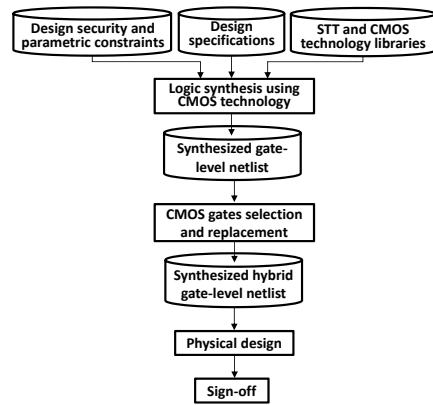 Design security and
parametric constraints
Design
specifications
STT and CMOS
technology libraries
Logic synthesis using
CMOS technology
Synthesized gate-
level netlist
CMOS gates selection
and replacement
Synthesized hybrid
gate-level netlist
Physical design
Sign-off